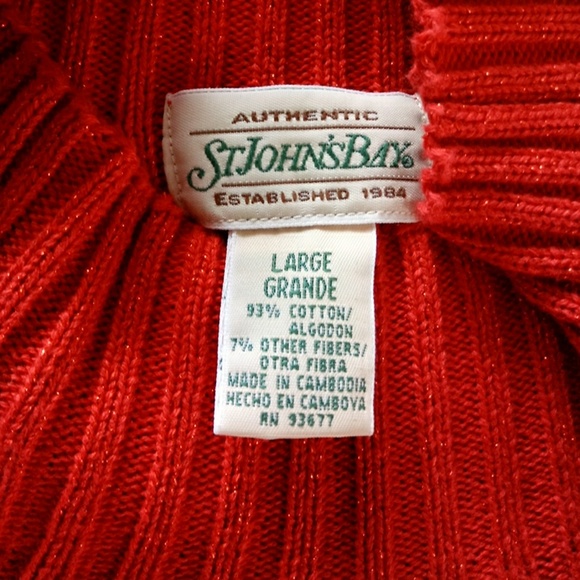 AUTHENTIC
ST JOHN'S BAY®
ESTABLISHED 1984
LARGE
GRANDE
93% COTTON/
ALGODON
7% OTHER FIBERS/
OTRA FIBRA
MADE IN CAMBODIA
HECHO EN CAMBOYA
RN 93677